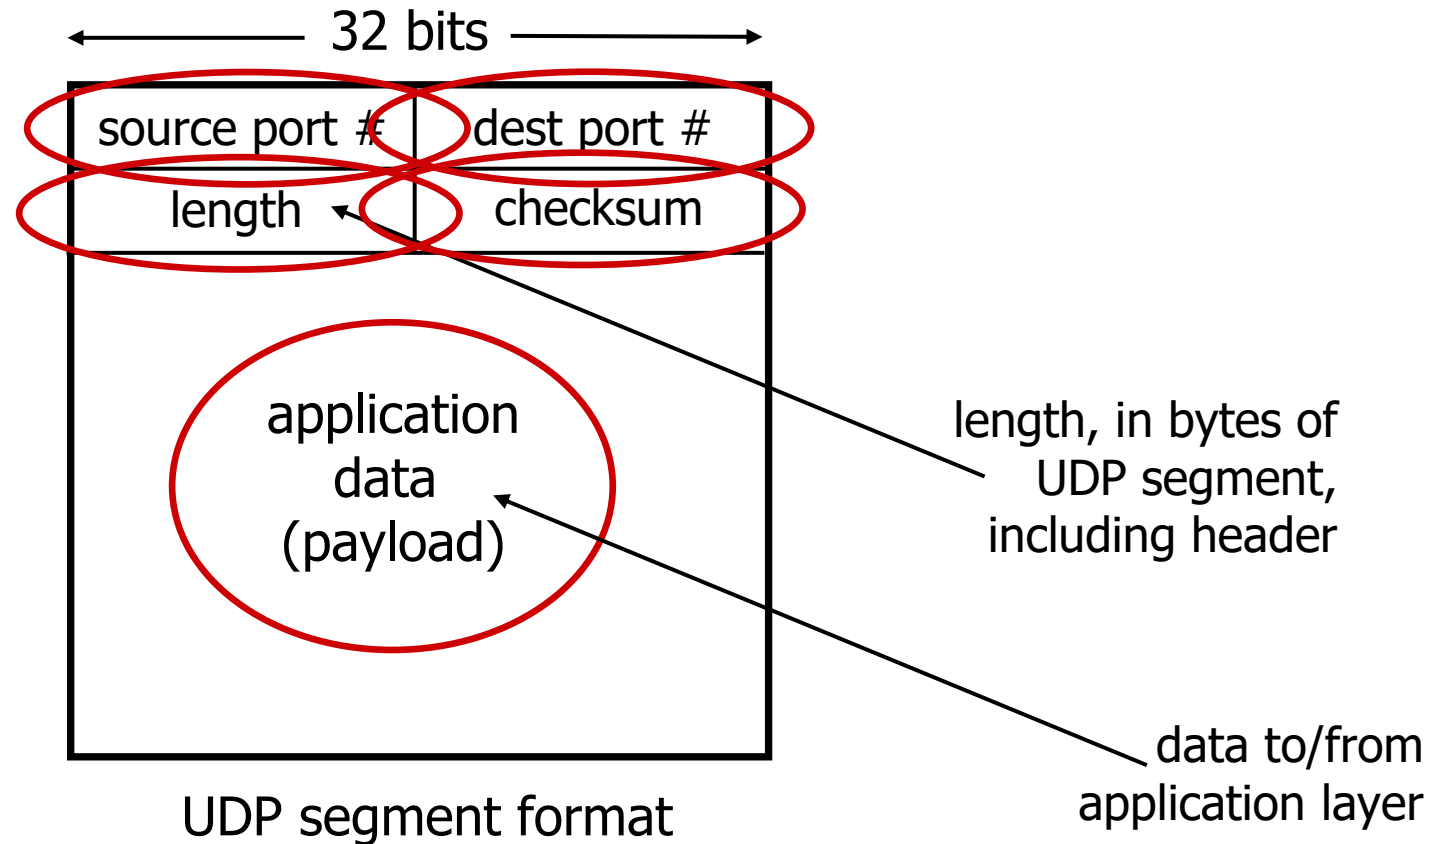 32 bits
source port #
dest port #
length
checksum
application
data
(payload)
length, in bytes of
UDP segment,
including header
data to/from
application layer
UDP segment format